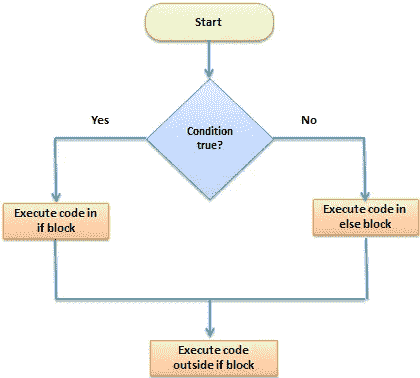 Start
Condition
true?
Yes
No
Execute code in
if block
Execute code in
else block
Execute code
outside if block